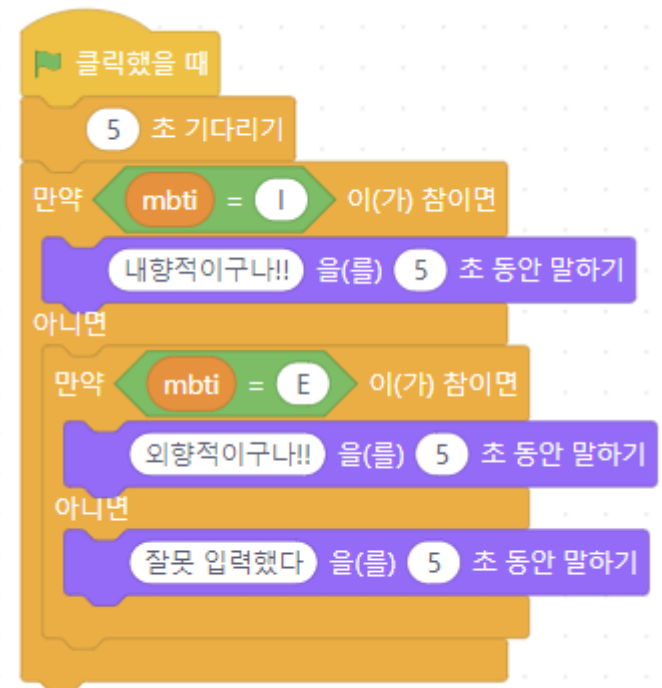 클릭했을 때
5 초 기다리기
만약 mbti = I 이(가) 참이면
내향적이구나!! 을(를) 5 초 동안 말하기
아니면
만약 mbti = E 이(가) 참이면
외향적이구나!! 을(를) 5 초 동안 말하기
아니면
잘못 입력했다 을(를) 5 초 동안 말하기